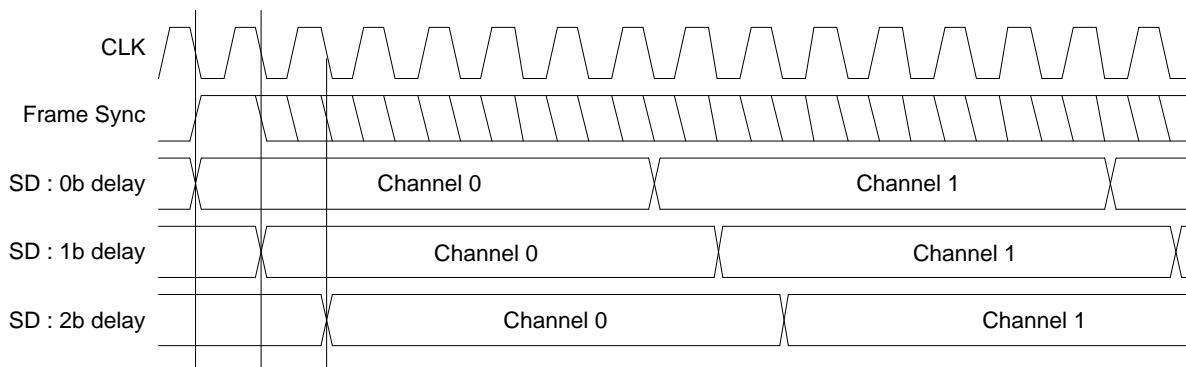 CLK
Frame Sync
SD : 0b delay Channel 0 Channel 1
SD : 1b delay Channel 0 Channel 1
SD : 2b delay Channel 0 Channel 1